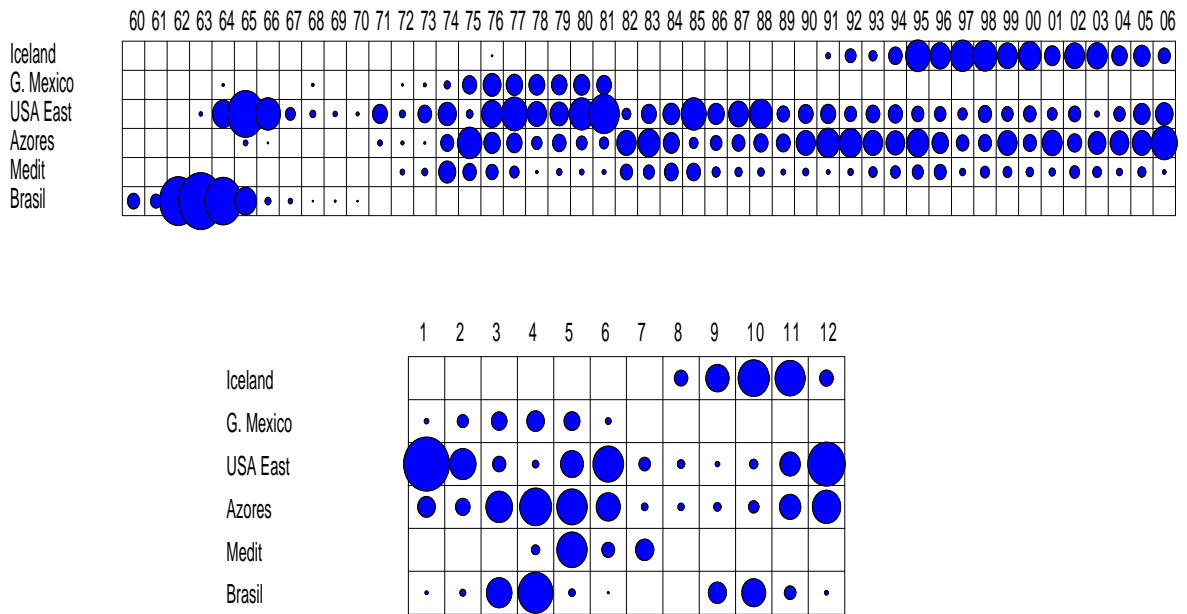 60 61 62 63 64 65 66 67 68 69 70 71 72 73 74 75 76 77 78 79 80 81 82 83 84 85 86 87 88 89 90 91 92 93 94 95 96 97 98 99 00 01 02 03 04 05 06
Iceland
G. Mexico
USA East
Azores
Medit
Brasil
1 2 3 4 5 6 7 8 9 10 11 12
Iceland
G. Mexico
USA East
Azores
Medit
Brasil